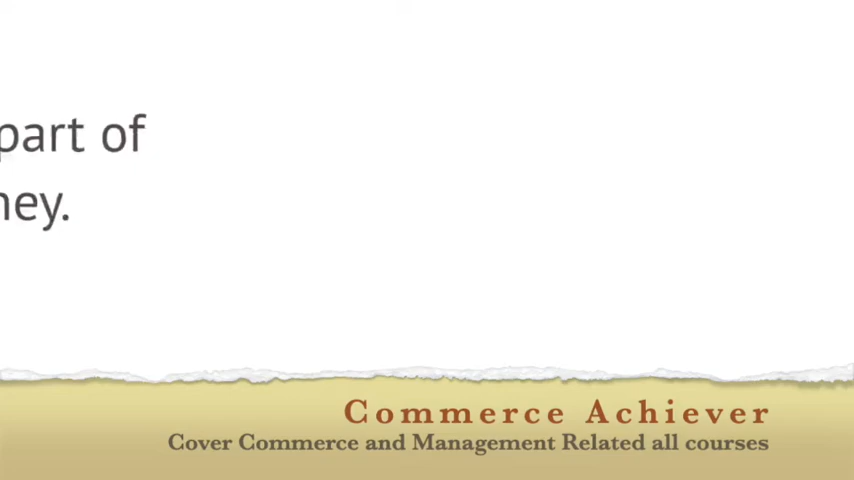 part of
ney.
Commerce Achiever
Cover Commerce and Management Related all courses